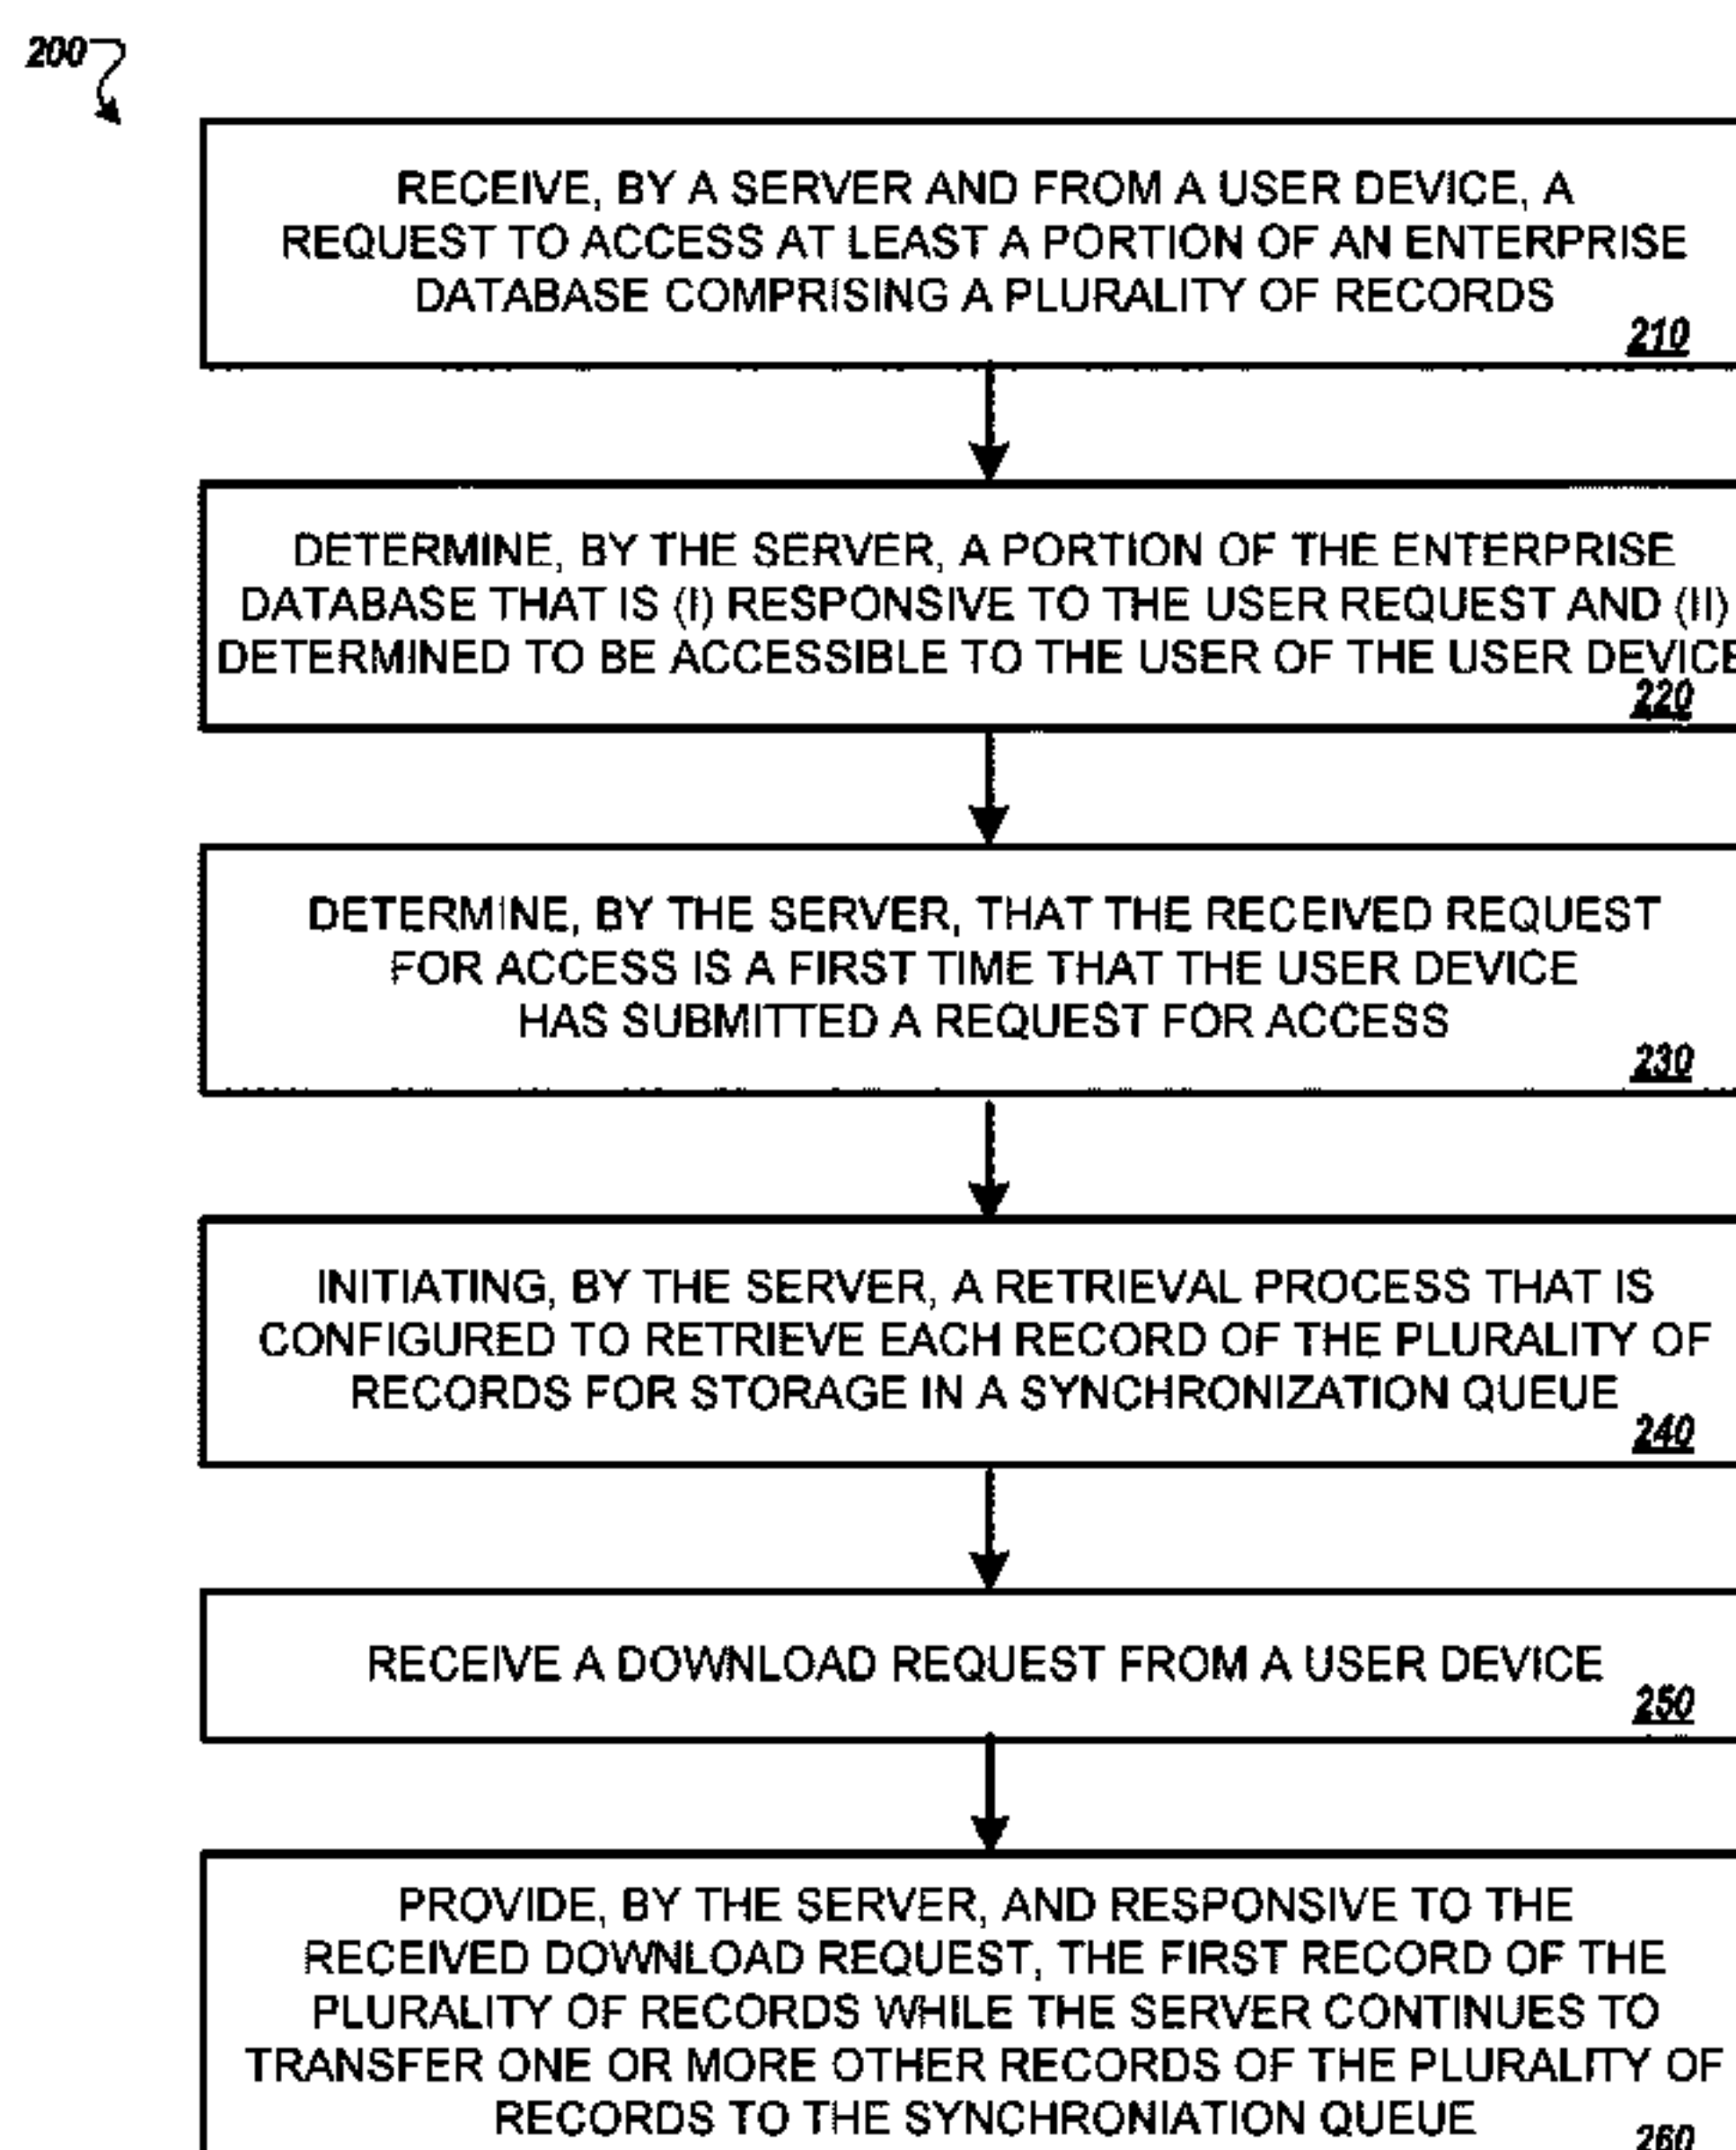 200
RECEIVE, BY A SERVER AND FROM A USER DEVICE, A
REQUEST TO ACCESS AT LEAST A PORTION OF AN ENTERPRISE
DATABASE COMPRISING A PLURALITY OF RECORDS
210
DETERMINE, BY THE SERVER, A PORTION OF THE ENTERPRISE
DATABASE THAT IS (I) RESPONSIVE TO THE USER REQUEST AND (II)
DETERMINED TO BE ACCESSIBLE TO THE USER OF THE USER DEVICE
220
DETERMINE, BY THE SERVER, THAT THE RECEIVED REQUEST
FOR ACCESS IS A FIRST TIME THAT THE USER DEVICE
HAS SUBMITTED A REQUEST FOR ACCESS
230
INITIATING, BY THE SERVER, A RETRIEVAL PROCESS THAT IS
CONFIGURED TO RETRIEVE EACH RECORD OF THE PLURALITY OF
RECORDS FOR STORAGE IN A SYNCHRONIZATION QUEUE
240
RECEIVE A DOWNLOAD REQUEST FROM A USER DEVICE
250
PROVIDE, BY THE SERVER, AND RESPONSIVE TO THE
RECEIVED DOWNLOAD REQUEST, THE FIRST RECORD OF THE
PLURALITY OF RECORDS WHILE THE SERVER CONTINUES TO
TRANSFER ONE OR MORE OTHER RECORDS OF THE PLURALITY OF
RECORDS TO THE SYNCHRONIATION QUEUE
260